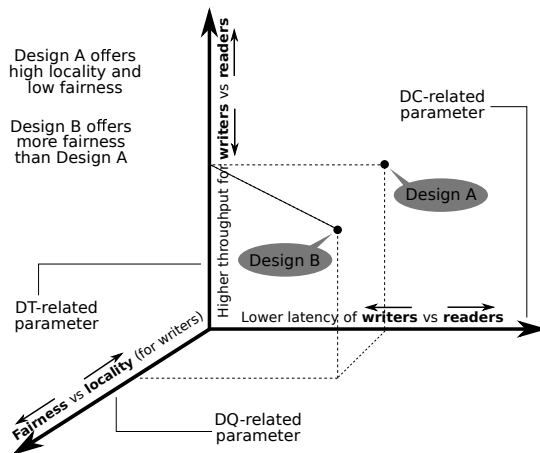 Design A offers
high locality and
low fairness
Design B offers
more fairness
than Design A
Higher throughput for writers vs readers
DC-related
parameter
Design A
Design B
DT-related
parameter
Lower latency of writers vs readers
Fairness vs locality (for writers)
DQ-related
parameter